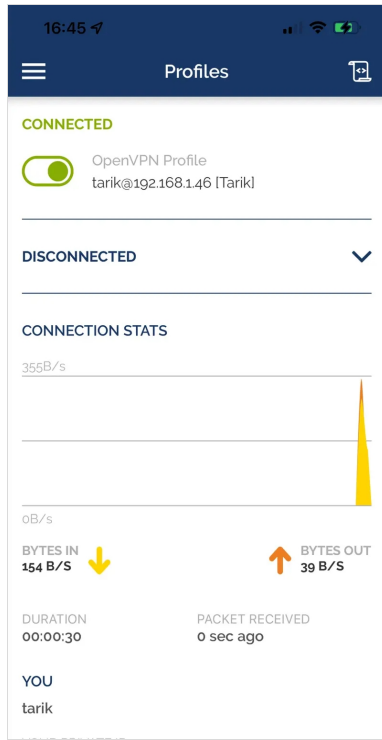 16:45
Profiles
CONNECTED
OpenVPN Profile
tarik@192.168.1.46 [Tarik]
DISCONNECTED
CONNECTION STATS
355B/s
0B/s
BYTES IN
154 B/S
BYTES OUT
39 B/S
DURATION
00:00:30
PACKET RECEIVED
0 sec ago
YOU
tarik